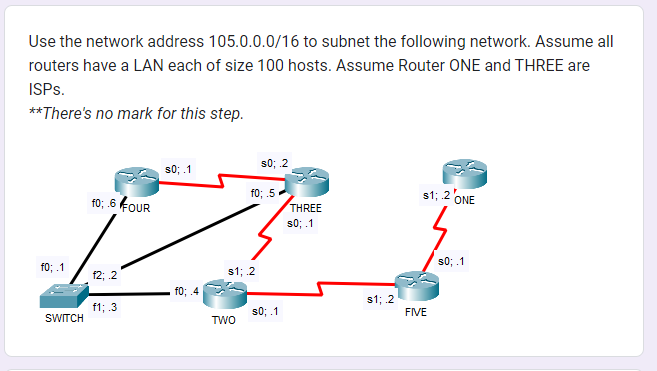 Use the network address 105.0.0.0/16 to subnet the following network. Assume all
routers have a LAN each of size 100 hosts. Assume Router ONE and THREE are
ISPs.
**There's no mark for this step.
s0; .1
s0; .2
f0; .5
s1; .2
ONE
f0; .6
FOUR
THREE
s0; .1
f0; .1
f2; .2
s1; .2
s0; .1
f0; .4
s1; .2
f1; .3
SWITCH
TWO
s0; .1
FIVE